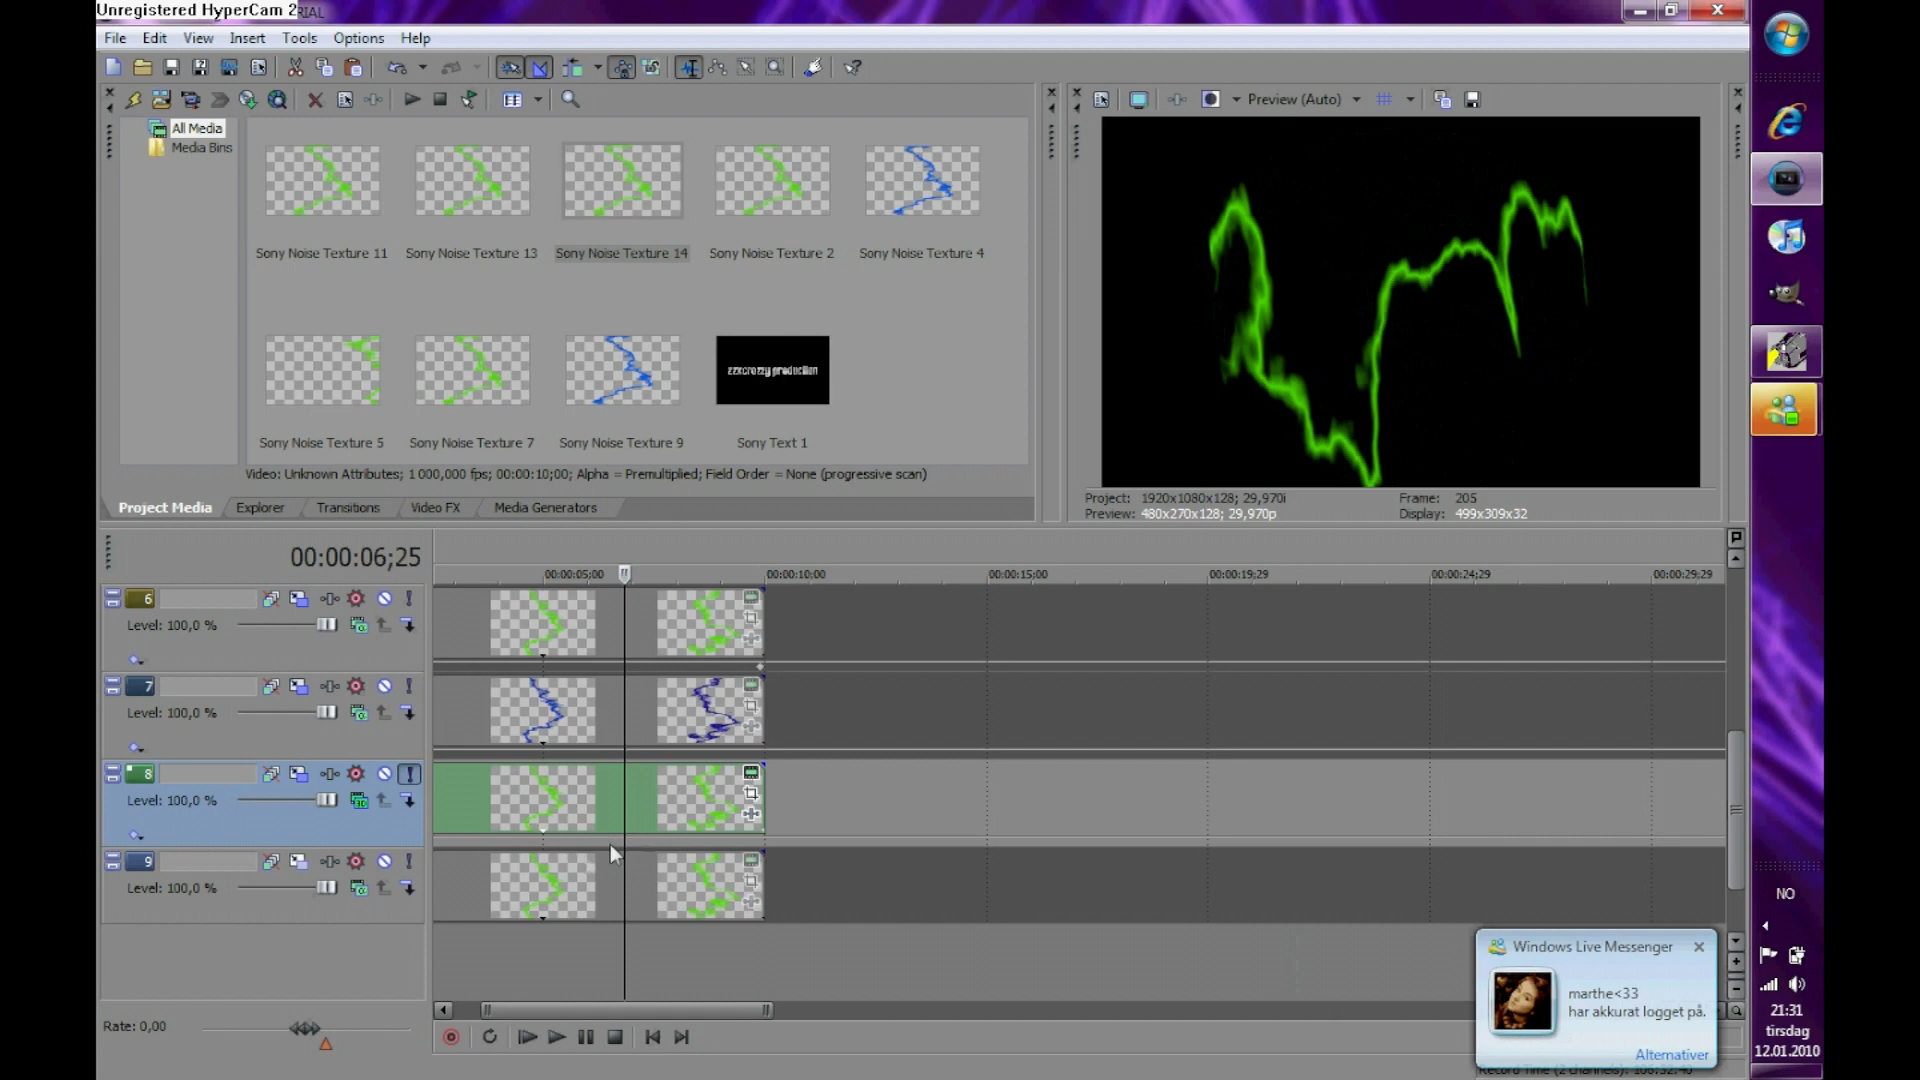 Unregistered HyperCam 2
RIAL
File Edit View Insert Tools Options Help
All Media
Media Bins
Preview (Auto)
Sony Noise Texture 11 Sony Noise Texture 13 Sony Noise Texture 14 Sony Noise Texture 2 Sony Noise Texture 4
Sony Noise Texture 5 Sony Noise Texture 7 Sony Noise Texture 9 Sony Text 1
Video: Unknown Attributes; 1 000,000 fps; 00:00:10;00; Alpha = Premultiplied; Field Order = None (progressive scan)
Project Media Explorer Transitions Video FX Media Generators
Project: 1920x1080x128; 29,970i Frame: 205
Preview: 480x270x128; 29,970p Display: 499x309x32
00:00:06;25
00:00:05;00 00:00:10;00 00:00:15;00 00:00:19;29 00:00:24;29 00:00:29;29
6
Level: 100,0 %
7
Level: 100,0 %
8
Level: 100,0 %
9
Level: 100,0 %
Rate: 0,00
Windows Live Messenger
marthe<33
har akkurat logget på.
Alternativer
NO
21:31
tirsdag
12.01.2010